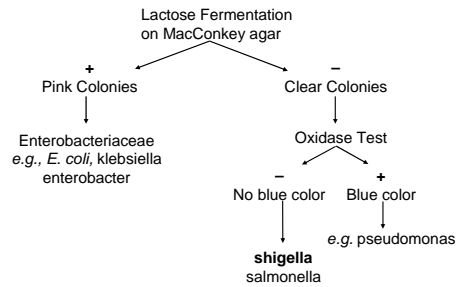 Lactose Fermentation
on MacConkey agar
+
–
Pink Colonies
Clear Colonies
Enterobacteriaceae
e.g., E. coli, klebsiella
enterobacter
Oxidase Test
–
+
No blue color
Blue color
shigella
salmonella
e.g. pseudomonas